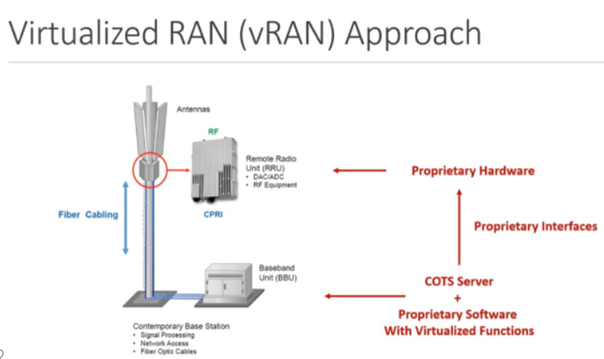 Virtualized RAN (vRAN) Approach
Antennas
RF
Remote Radio
Unit (RRU)
• DAC/ADC
• RF Equipment
CPRI
Fiber Cabling
Baseband
Unit (BBU)
Contemporary Base Station
• Signal Processing
• Network Access
• Fiber Optic Cables
Proprietary Hardware
Proprietary Interfaces
COTS Server
+
Proprietary Software
With Virtualized Functions